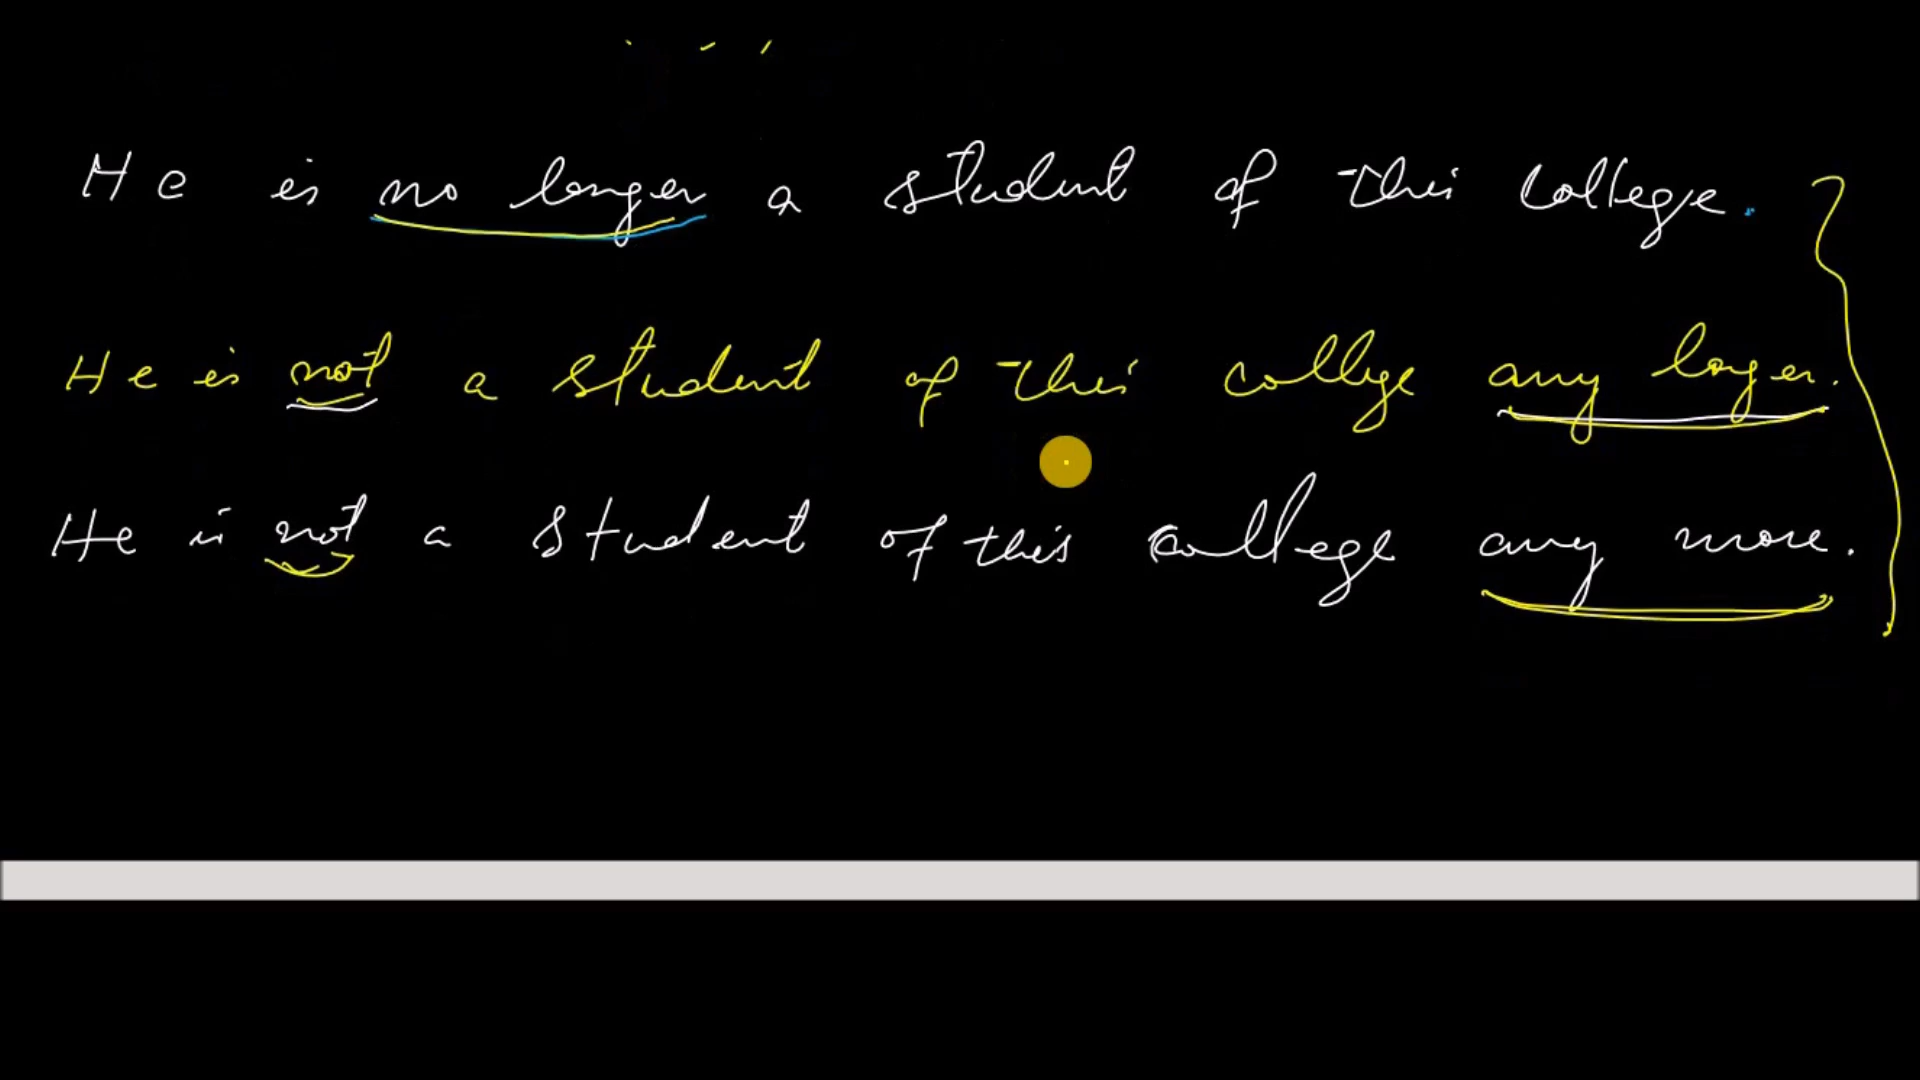 He is no longer a student of this college.
He is not a student of this college any longer.
He is not a student of this college any more.